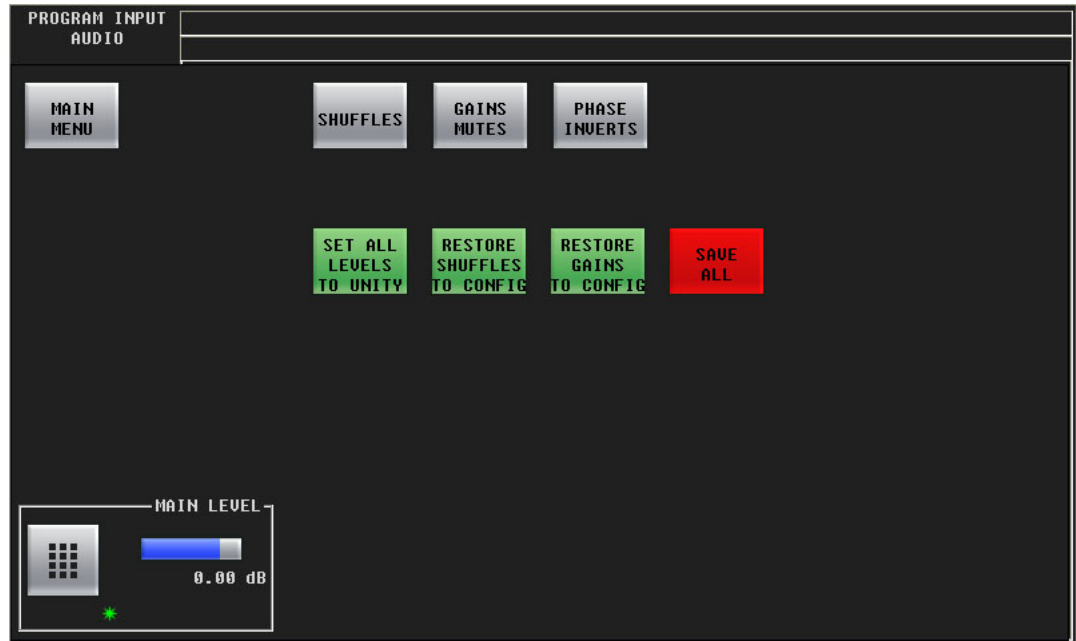 PROGRAM INPUT
AUDIO
MAIN
MENU
SHUFFLES
GAINS
MUTES
PHASE
INVERTS
SET ALL
LEVELS
TO UNITY
RESTORE
SHUFFLES
TO CONFIG
RESTORE
GAINS
TO CONFIG
SAVE
ALL
MAIN LEVEL
0.00 dB